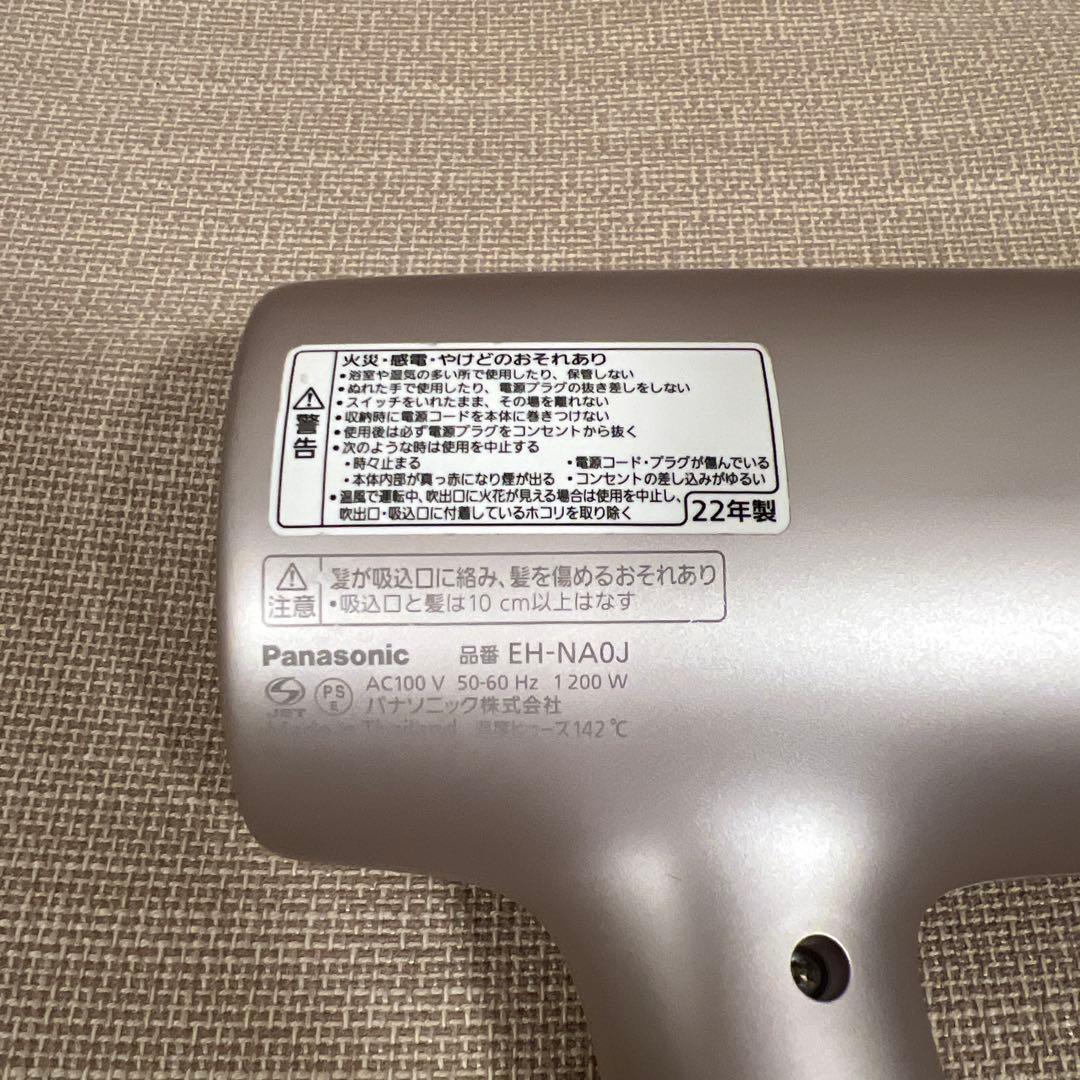 火災・感電・やけどのおそれあり
警告
・浴室や湿気の多い所で使用したり、保管しない
・ぬれた手で使用したり、電源プラグの抜き差しをしない
・スイッチをいれたまま、その場を離れない
・収納時に電源コードを本体に巻きつけない
・使用後は必ず電源プラグをコンセントから抜く
・次のような時は使用を中止する
・時々止まる ・電源コード・プラグが傷んでいる
・本体内部が真っ赤になり煙が出る ・コンセントの差し込みがゆるい
・温風で運転中、吹出口に火花が見える場合は使用を中止し、
吹出口・吸込口に付着しているホコリを取り除く
22年製
注意
髪が吸込口に絡み、髪を傷めるおそれあり
・吸込口と髪は10 cm以上はなす
Panasonic 品番 EH-NA0J
AC100 V 50-60 Hz 1200 W
PS E
JET
パナソニック株式会社
Made in Thailand 温度ヒューズ142℃